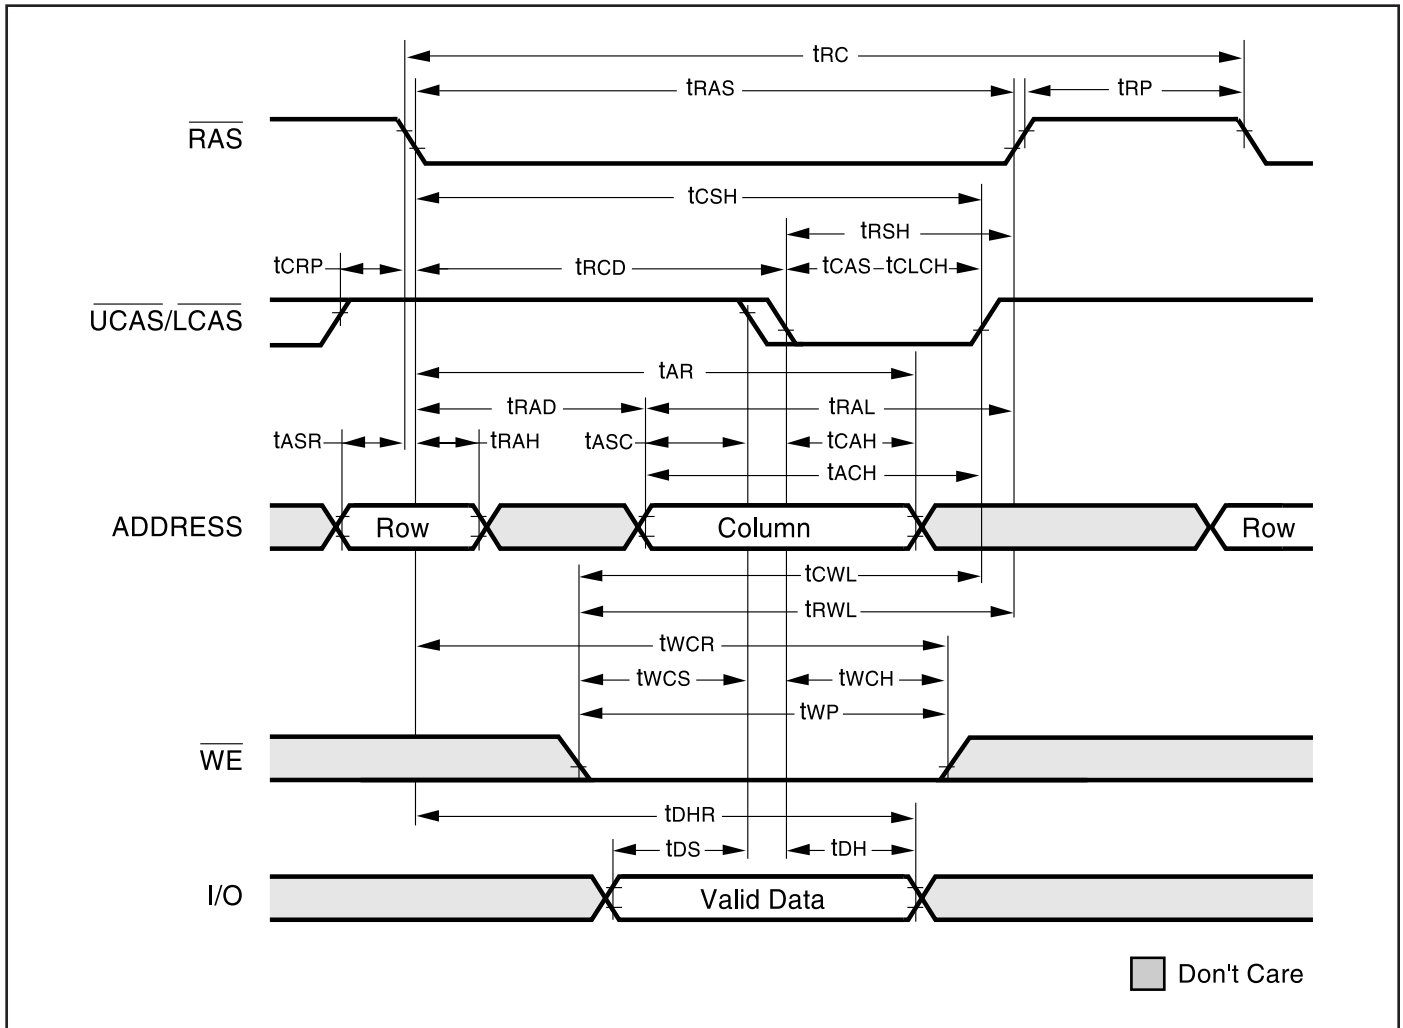 tRC
tRAS
tRP
RAS
tCSH
tRSH
tCRP
tRCD
tCAS–tCLCH
UCAS/LCAS
tAR
tRAD
tRAL
tASR
tRAH
tASC
tCAH
tACH
ADDRESS
Row
Column
Row
tCWL
tRWL
tWCR
tWCS
tWCH
tWP
WE
tDHR
tDS
tDH
I/O
Valid Data
Don't Care